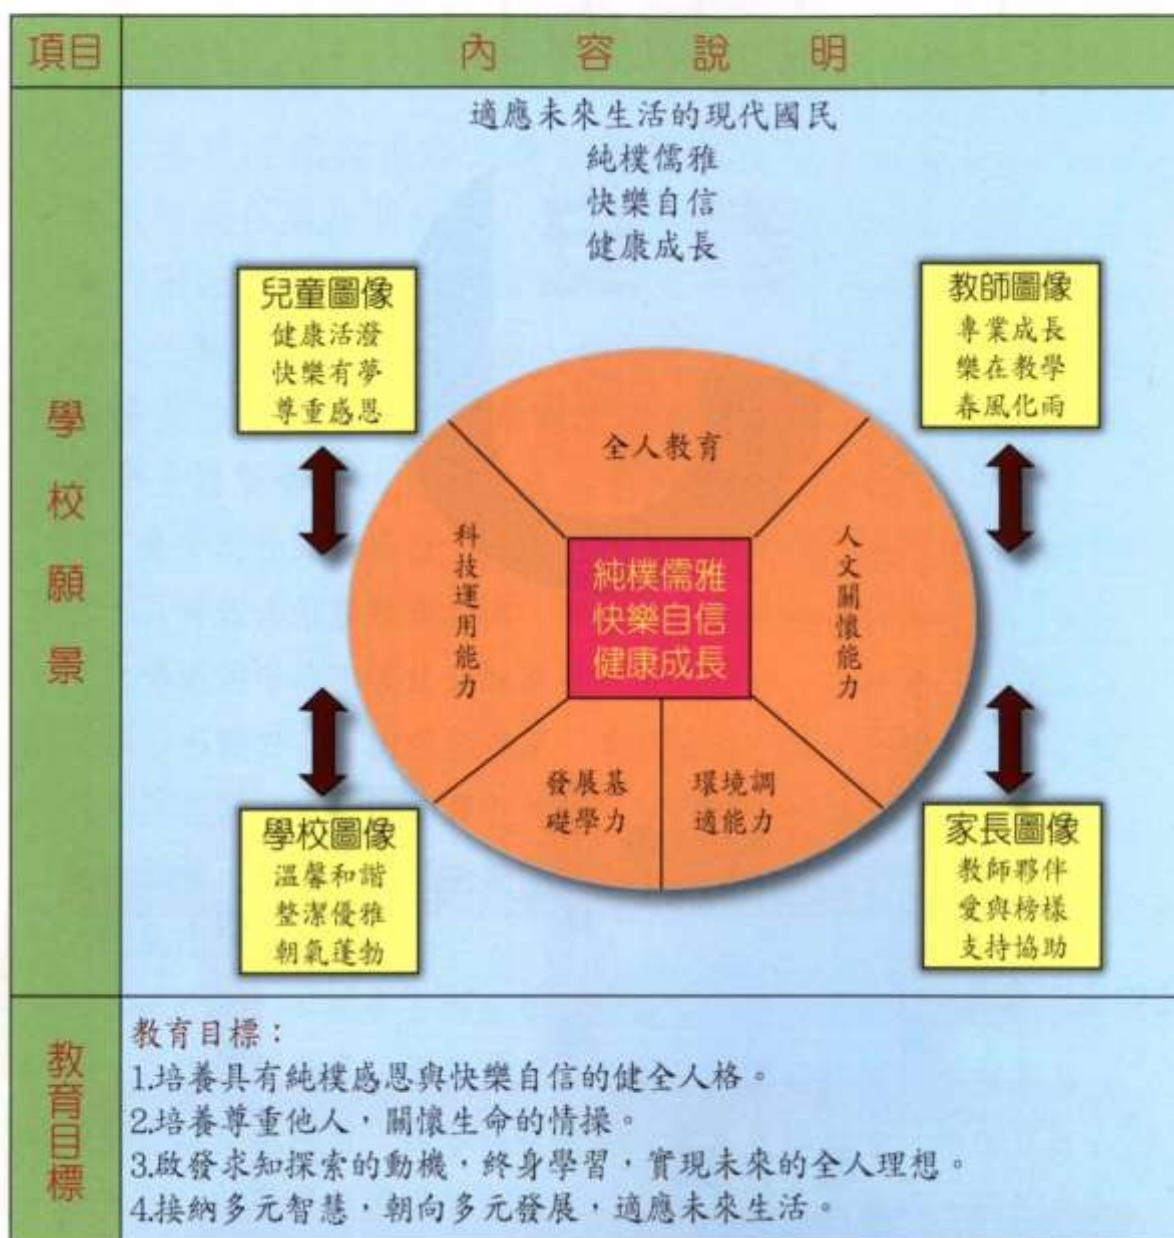 項目
內容說明
學校願景
適應未來生活的現代國民
純樸儒雅
快樂自信
健康成長
兒童圖像
健康活潑
快樂有夢
尊重感恩
教師圖像
專業成長
樂在教學
春風化雨
全人教育
科技運用能力
純樸儒雅
快樂自信
健康成長
人文關懷能力
發展基
礎學力
環境調
適能力
學校圖像
溫馨和諧
整潔優雅
朝氣蓬勃
家長圖像
教師夥伴
愛與榜樣
支持協助
教育目標
教育目標：
1.培養具有純樸感恩與快樂自信的健全人格。
2.培養尊重他人，關懷生命的情操。
3.啟發求知探索的動機，終身學習，實現未來的全人理想。
4.接納多元智慧，朝向多元發展，適應未來生活。